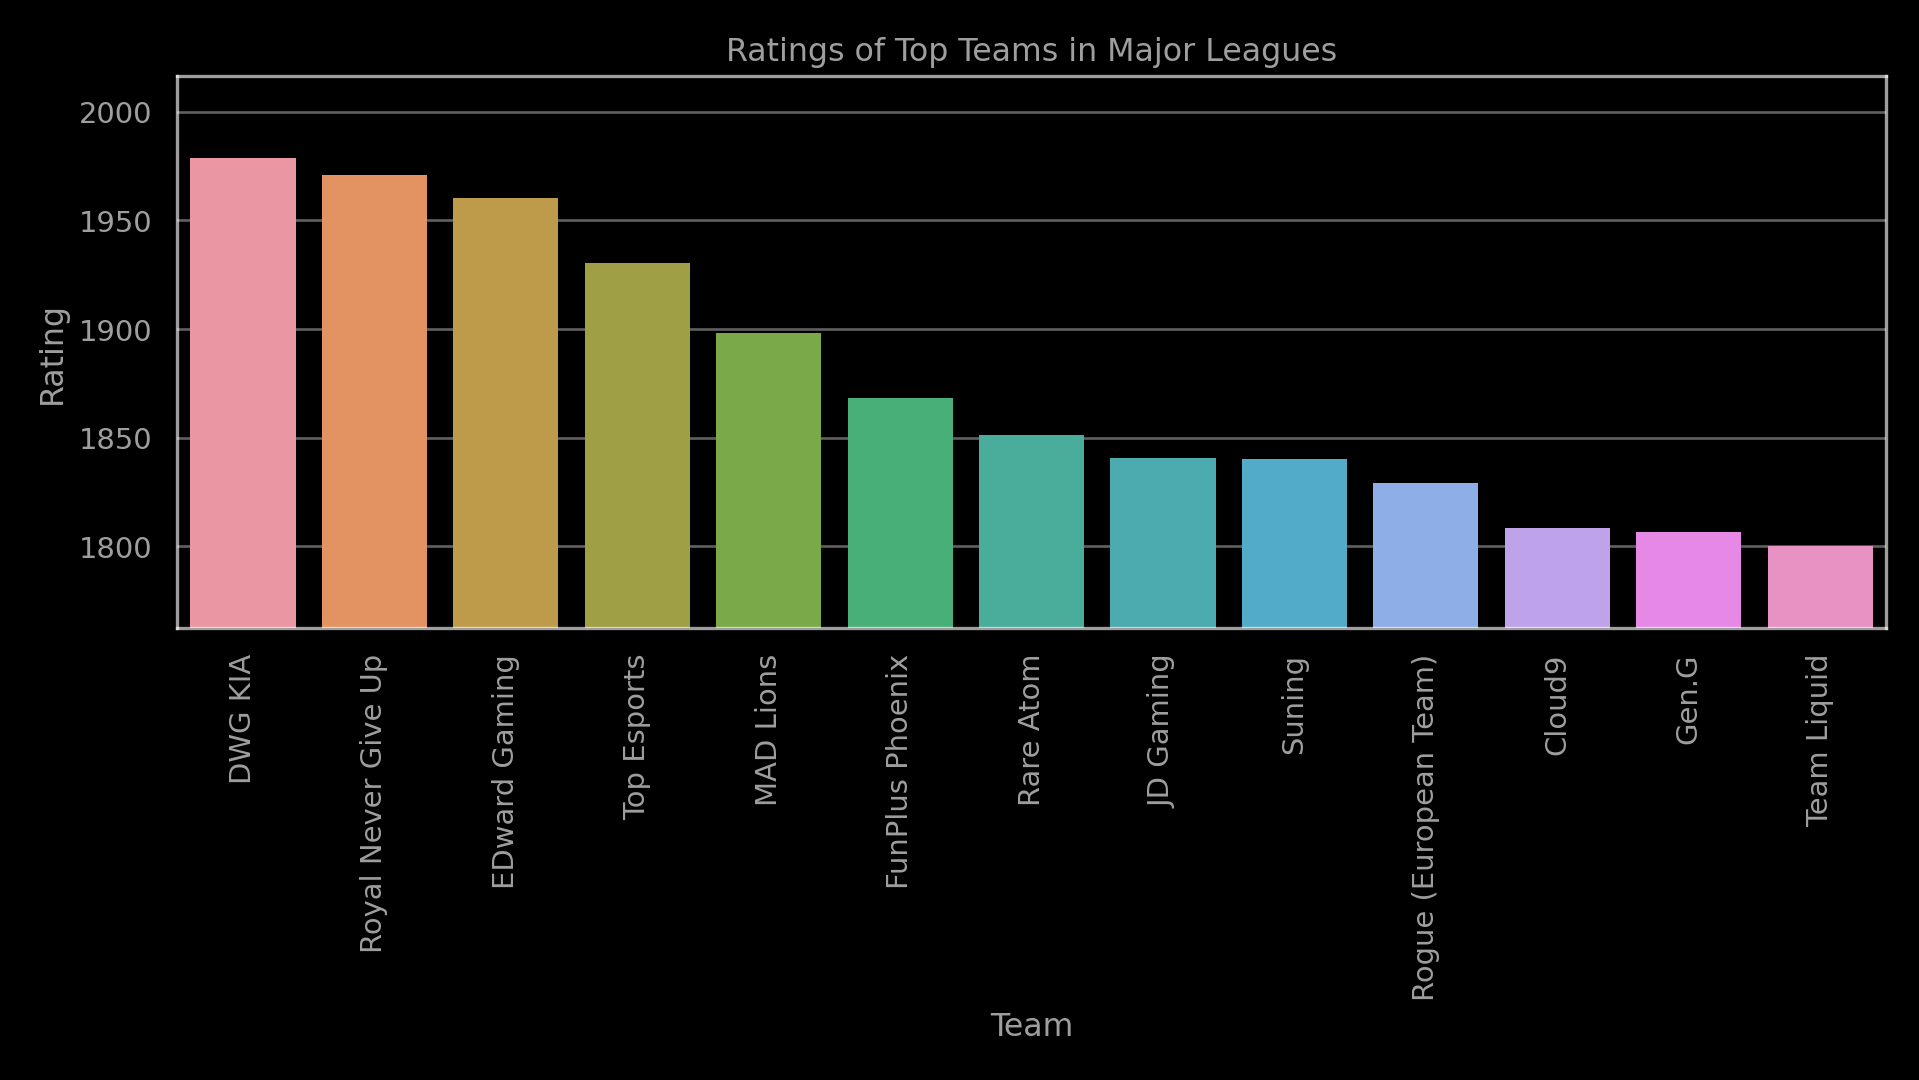 Ratings of Top Teams in Major Leagues
2000
1950
1900
1850
1800
Rating
DWG KIA
Royal Never Give Up
EDward Gaming
Top Esports
MAD Lions
FunPlus Phoenix
Rare Atom
JD Gaming
Suning
Rogue (European Team)
Cloud9
Gen.G
Team Liquid
Team